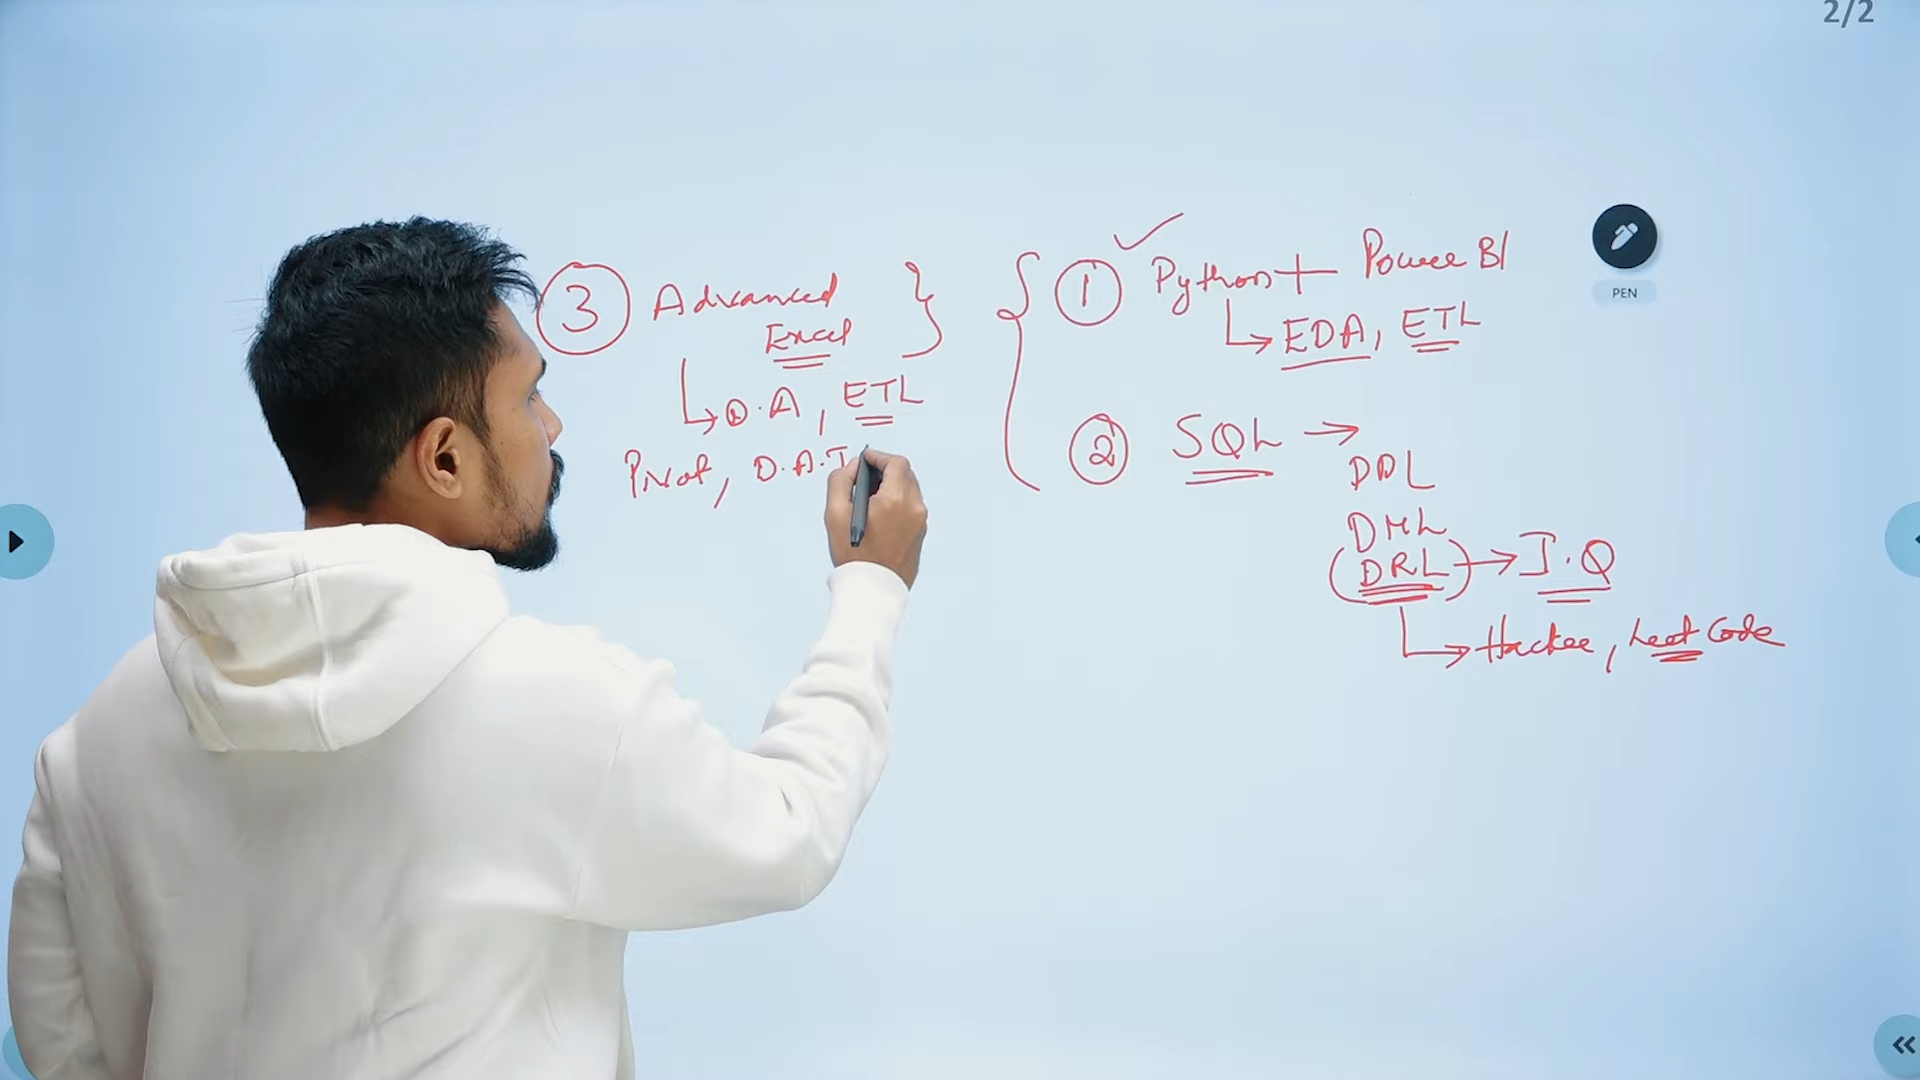 2/2
3 Advanced
Excel
D.A, ETL
Pivot, D.A.T
1 Python + Power BI
EDA, ETL
2 SQL →
DDL
DML
(DRL) → I.Q
Hacker, Leet Code
PEN